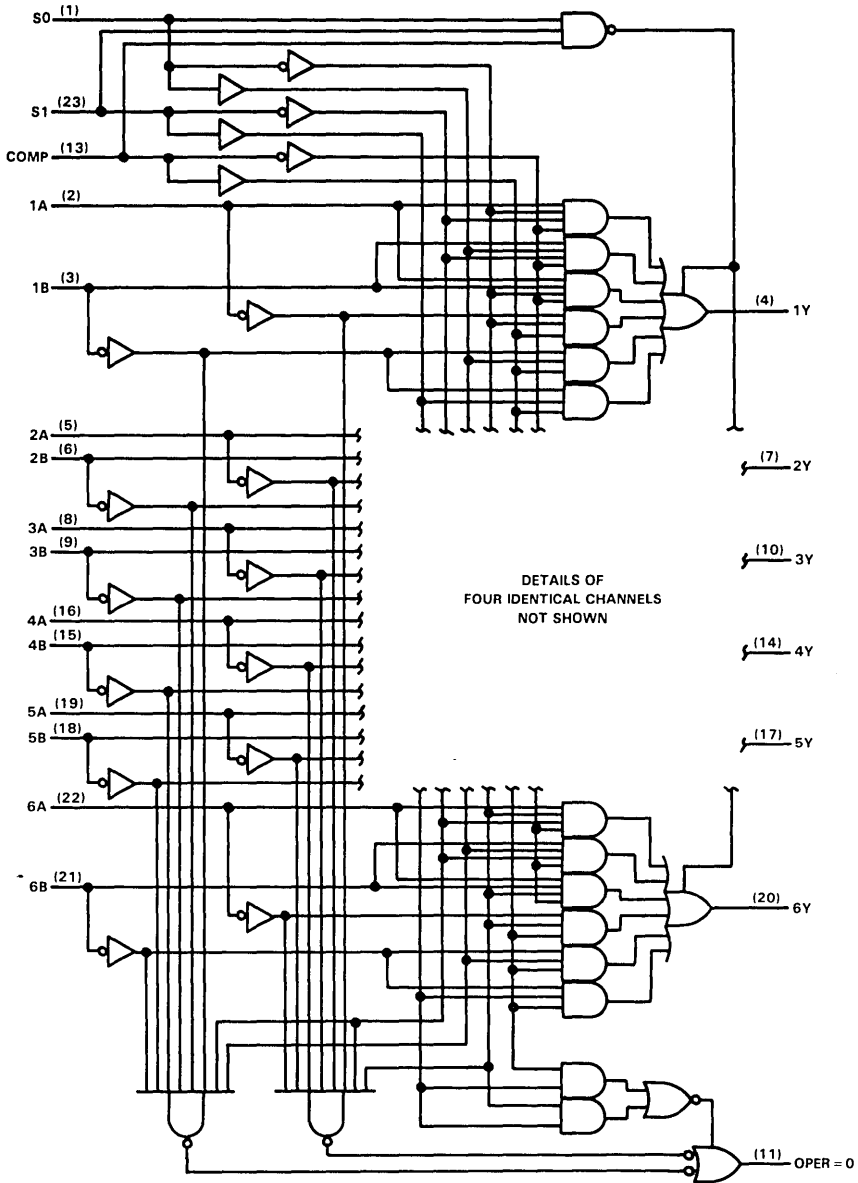 S0 (1)
S1 (23)
COMP (13)
1A (2)
1B (3)
(4) 1Y
2A (5)
2B (6)
(7) 2Y
3A (8)
3B (9)
(10) 3Y
DETAILS OF
FOUR IDENTICAL CHANNELS
NOT SHOWN
4A (16)
4B (15)
(14) 4Y
5A (19)
5B (18)
(17) 5Y
6A (22)
6B (21)
(20) 6Y
(11) OPER = 0